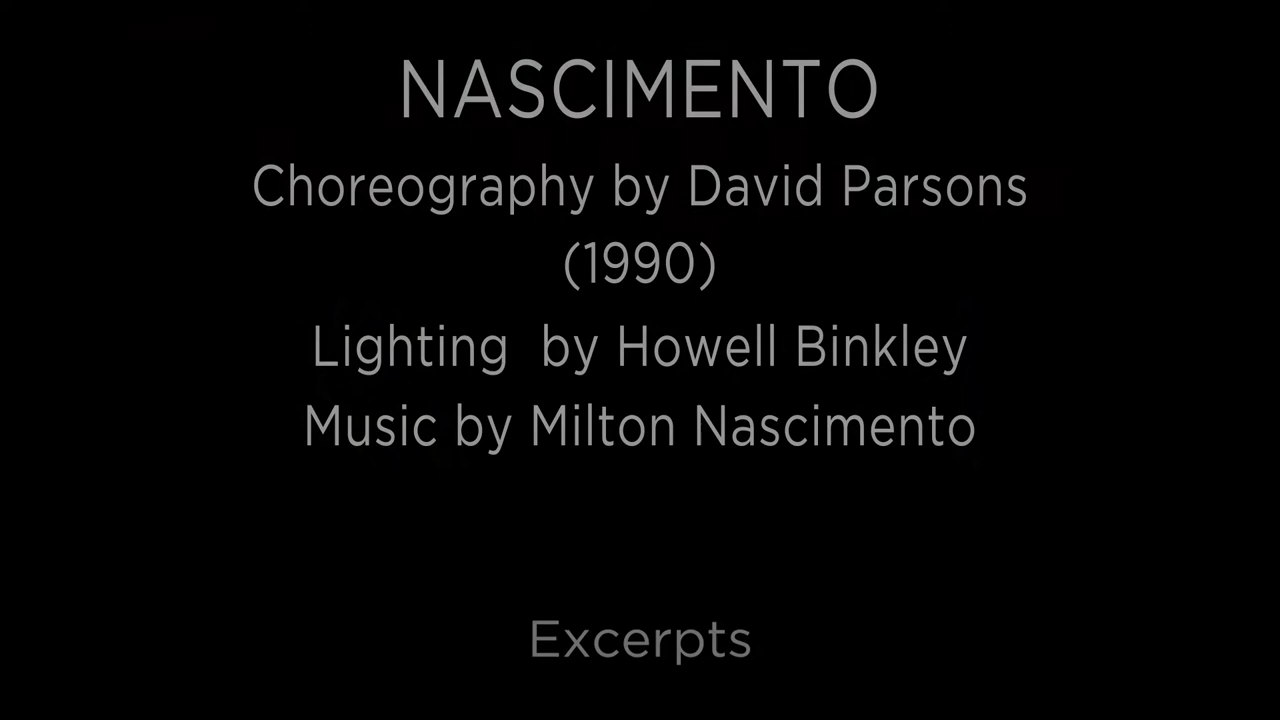 NASCIMENTO
Choreography by David Parsons
(1990)
Lighting  by Howell Binkley
Music by Milton Nascimento
Excerpts